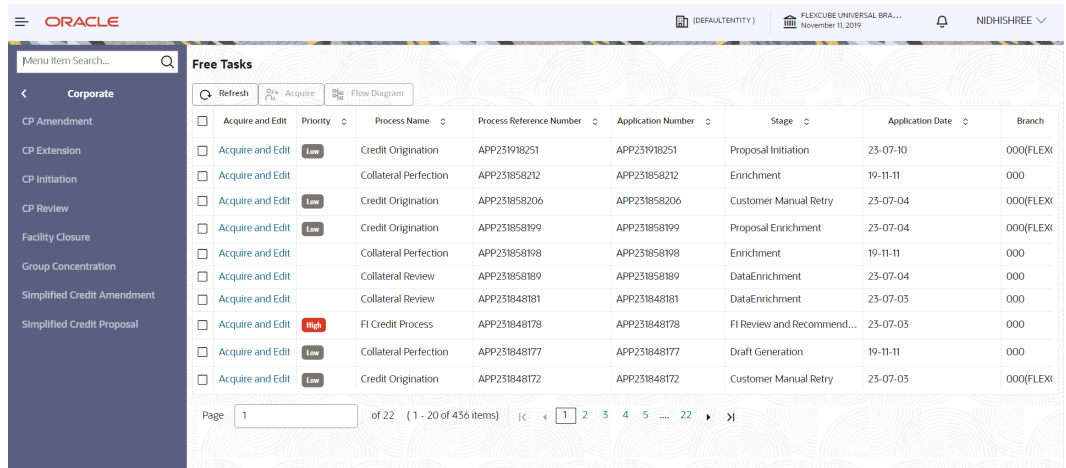 ORACLE
(DEFAULTENTITY)
FLEXCUBE UNIVERSAL BRA...
November 11, 2019
NIDHISHREE
Menu Item Search...
Corporate
CP Amendment
CP Extension
CP Initiation
CP Review
Facility Closure
Group Concentration
Simplified Credit Amendment
Simplified Credit Proposal
Free Tasks
Refresh Acquire Flow Diagram
Acquire and Edit Priority Process Name Process Reference Number Application Number Stage Application Date Branch
Acquire and Edit Low Credit Origination APP231918251 APP231918251 Proposal Initiation 23-07-10 000(FLEX
Acquire and Edit Collateral Perfection APP231858212 APP231858212 Enrichment 19-11-11 000
Acquire and Edit Low Credit Origination APP231858206 APP231858206 Customer Manual Retry 23-07-04 000(FLEX
Acquire and Edit Low Credit Origination APP231858199 APP231858199 Proposal Enrichment 23-07-04 000(FLEX
Acquire and Edit Collateral Perfection APP231858198 APP231858198 Enrichment 19-11-11 000
Acquire and Edit Collateral Review APP231858189 APP231858189 DataEnrichment 23-07-04 000
Acquire and Edit Collateral Review APP231848181 APP231848181 DataEnrichment 23-07-03 000
Acquire and Edit High FI Credit Process APP231848178 APP231848178 FI Review and Recommend... 23-07-03 000
Acquire and Edit Low Collateral Perfection APP231848177 APP231848177 Draft Generation 19-11-11 000
Acquire and Edit Low Credit Origination APP231848172 APP231848172 Customer Manual Retry 23-07-03 000(FLEX
Page 1 of 22 (1 - 20 of 436 items) 1 2 3 4 5 .... 22